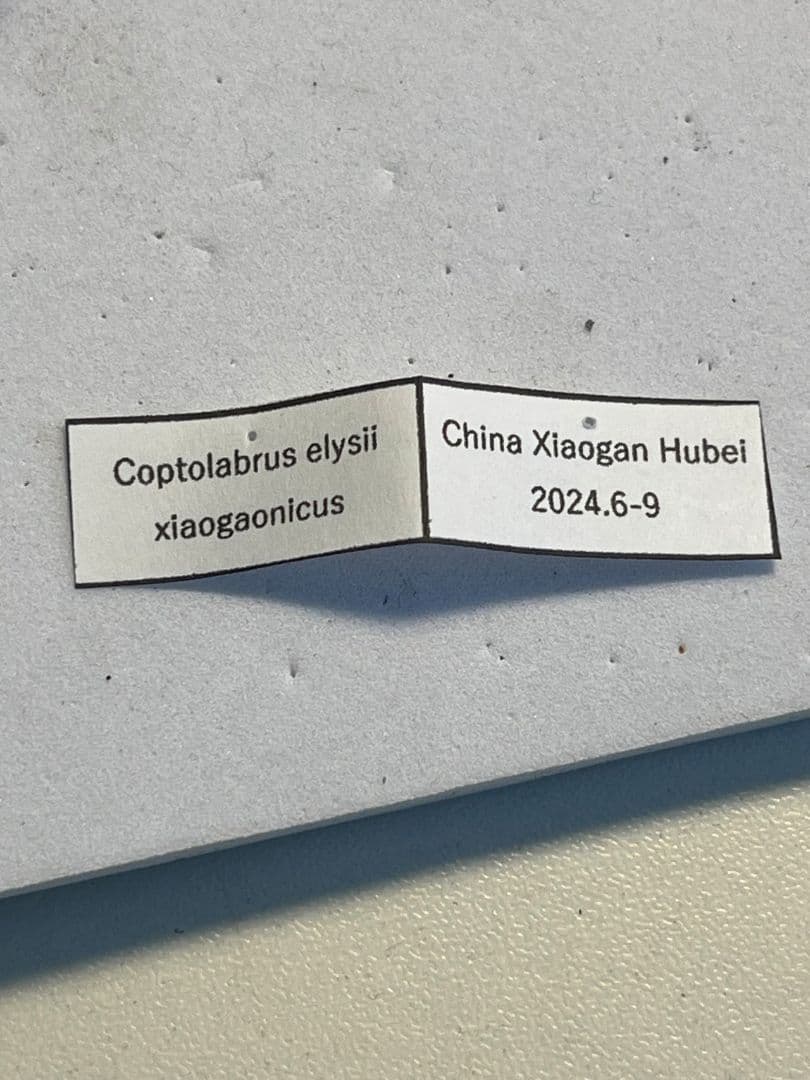 Coptolabrus elysii
xiaogaonicus
China Xiaogan Hubei
2024.6-9